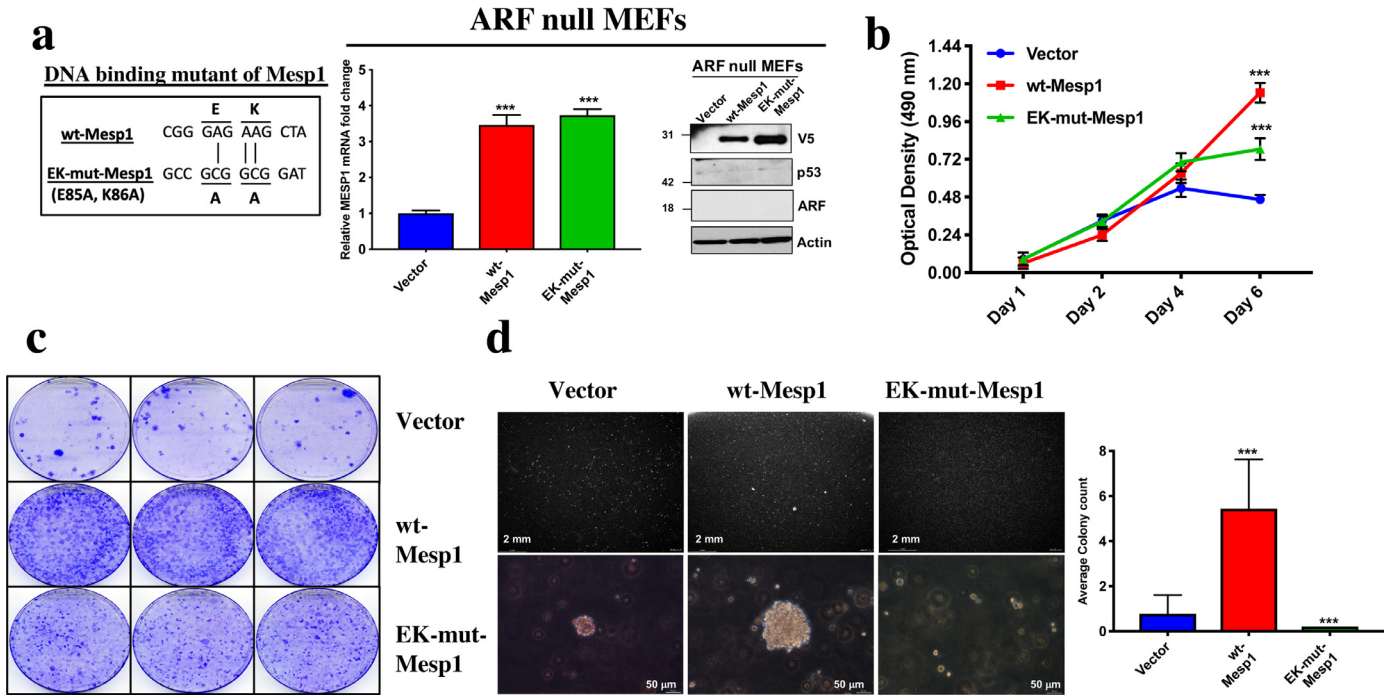 ARF null MEFs
a
DNA binding mutant of Mesp1
E K
wt-Mesp1 CGG GAG AAG CTA
EK-mut-Mesp1 GCC GCG GCG GAT
(E85A, K86A) A A
Relative MESP1 mRNA fold change
5
4
3
2
1
0
***
***
Vector
wt-
Mesp1
EK-mut-
Mesp1
ARF null MEFs
Vector
wt-Mesp1
EK-mut-
Mesp1
31
V5
p53
42
18
ARF
Actin
b
Optical Density (490 nm)
1.44
1.20
0.96
0.72
0.48
0.24
0.00
Vector
wt-Mesp1
EK-mut-Mesp1
***
***
Day 1
Day 2
Day 4
Day 6
c
Vector
wt-
Mesp1
EK-mut-
Mesp1
d
Vector wt-Mesp1 EK-mut-Mesp1
2 mm 2 mm 2 mm
50 µm 50 µm 50 µm
Average Colony count
8
6
4
2
0
***
***
Vector
wt-
Mesp1
EK-mut-
Mesp1